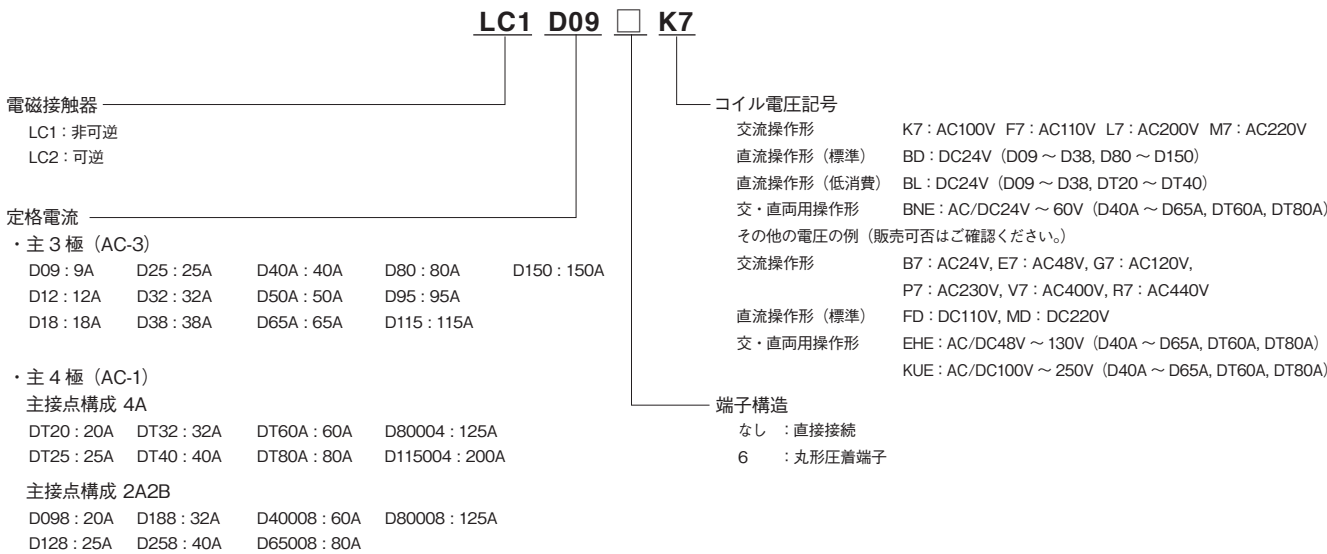 LC1 D09 □ K7
電磁接触器
LC1：非可逆
LC2：可逆
定格電流
・主3極（AC-3）
D09 : 9A D25 : 25A D40A : 40A D80 : 80A D150 : 150A
D12 : 12A D32 : 32A D50A : 50A D95 : 95A
D18 : 18A D38 : 38A D65A : 65A D115 : 115A
・主4極（AC-1）
主接点構成 4A
DT20 : 20A DT32 : 32A DT60A : 60A D80004 : 125A
DT25 : 25A DT40 : 40A DT80A : 80A D115004 : 200A
主接点構成 2A2B
D098 : 20A D188 : 32A D40008 : 60A D80008 : 125A
D128 : 25A D258 : 40A D65008 : 80A
コイル電圧記号
交流操作形 K7：AC100V F7：AC110V L7：AC200V M7：AC220V
直流操作形（標準） BD：DC24V（D09 ～ D38, D80 ～ D150）
直流操作形（低消費） BL：DC24V（D09 ～ D38, DT20 ～ DT40）
交・直両用操作形 BNE：AC/DC24V ～ 60V（D40A ～ D65A, DT60A, DT80A）
その他の電圧の例（販売可否はご確認ください。）
交流操作形 B7：AC24V, E7：AC48V, G7：AC120V,
P7：AC230V, V7：AC400V, R7：AC440V
直流操作形（標準） FD：DC110V, MD：DC220V
交・直両用操作形 EHE：AC/DC48V ～ 130V（D40A ～ D65A, DT60A, DT80A）
KUE：AC/DC100V ～ 250V（D40A ～ D65A, DT60A, DT80A）
端子構造
なし ：直接接続
6 ：丸形圧着端子